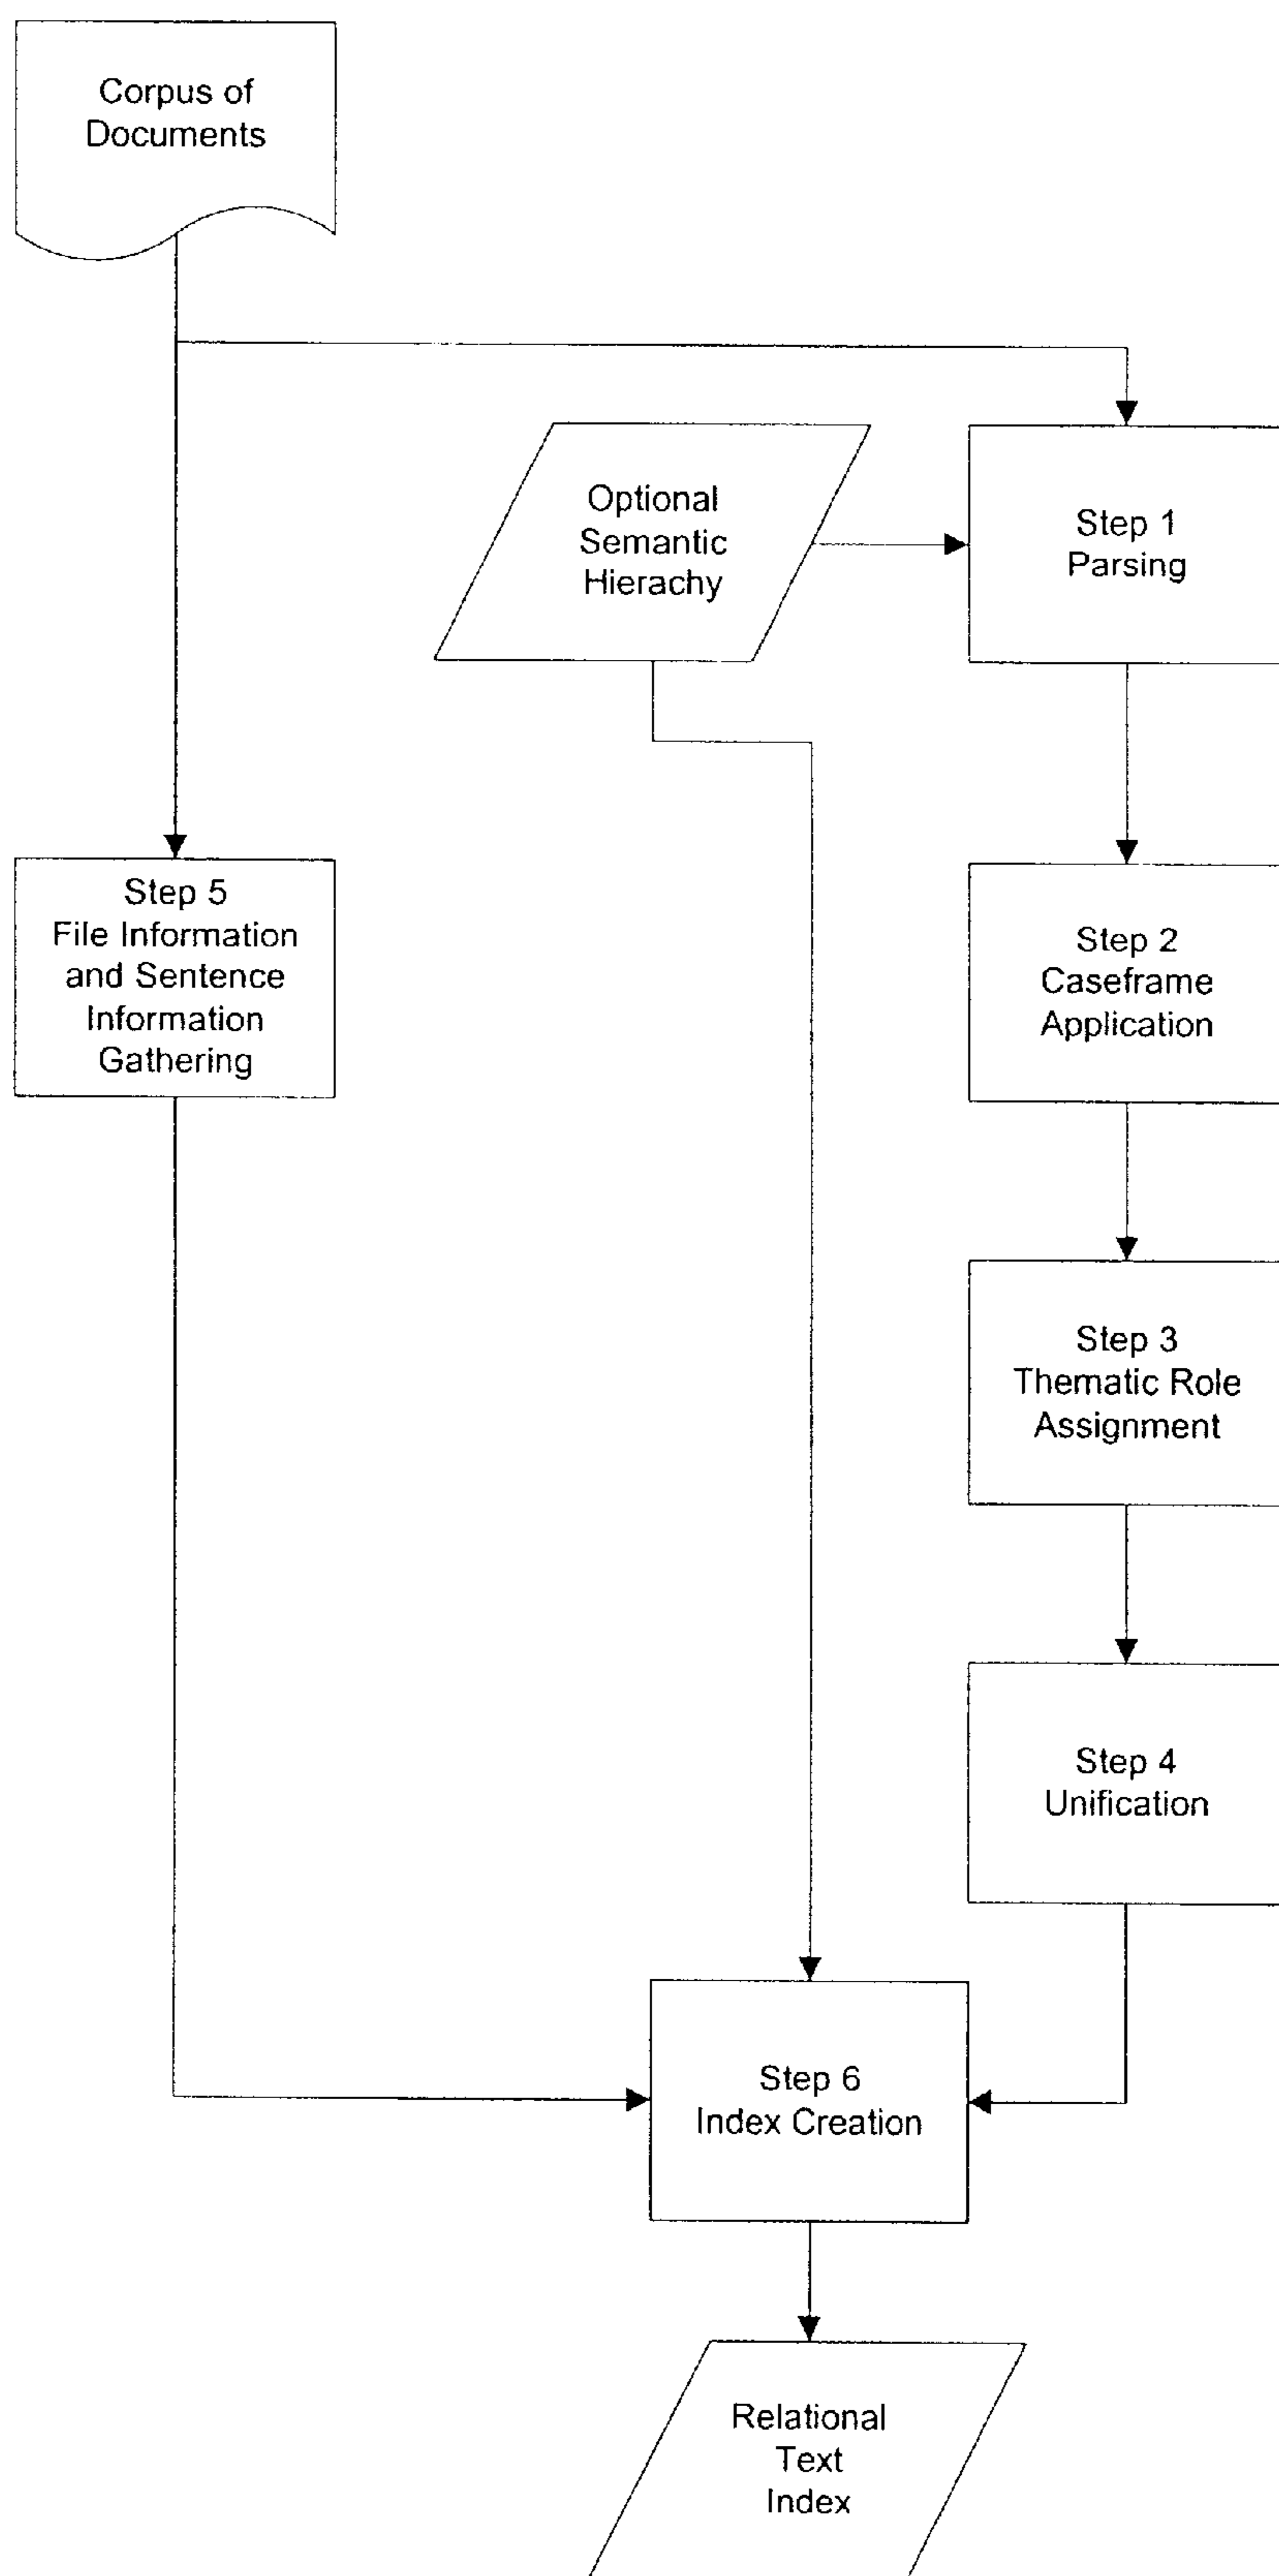 Corpus of
Documents
Optional
Semantic
Hierachy
Step 1
Parsing
Step 5
File Information
and Sentence
Information
Gathering
Step 2
Caseframe
Application
Step 3
Thematic Role
Assignment
Step 4
Unification
Step 6
Index Creation
Relational
Text
Index